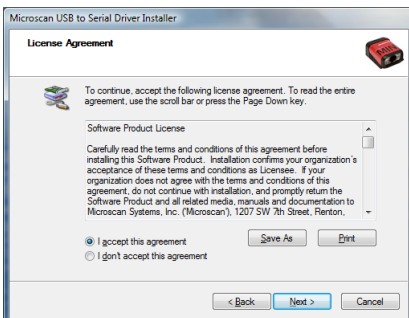 Microscan USB to Serial Driver Installer
License Agreement
To continue, accept the following license agreement. To read the entire
agreement, use the scroll bar or press the Page Down key.
Software Product License
Carefully read the terms and conditions of this agreement before
installing this Software Product. Installation confirms your organization's
acceptance of these terms and conditions as Licensee. If your
organization does not agree with the terms and conditions of this
agreement, do not continue with installation, and promptly return the
Software Product and all related media, manuals and documentation to
Microscan Systems, Inc. ('Microscan'), 1207 SW 7th Street, Renton,
Save As
Print
I accept this agreement
I don't accept this agreement
< Back
Next >
Cancel